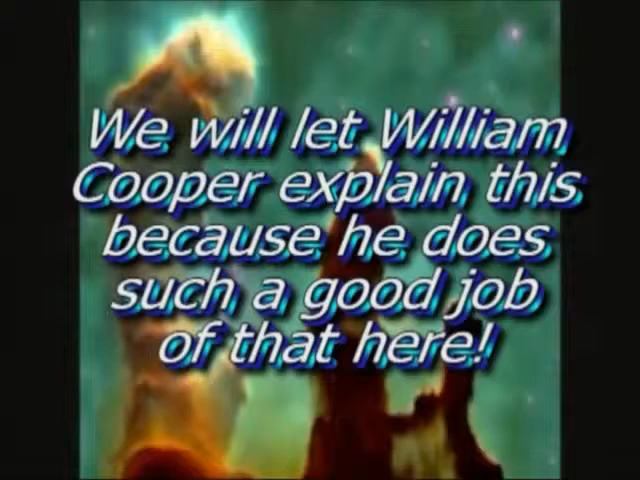 We will let William
Cooper explain this
because he does
such a good job
of that here!